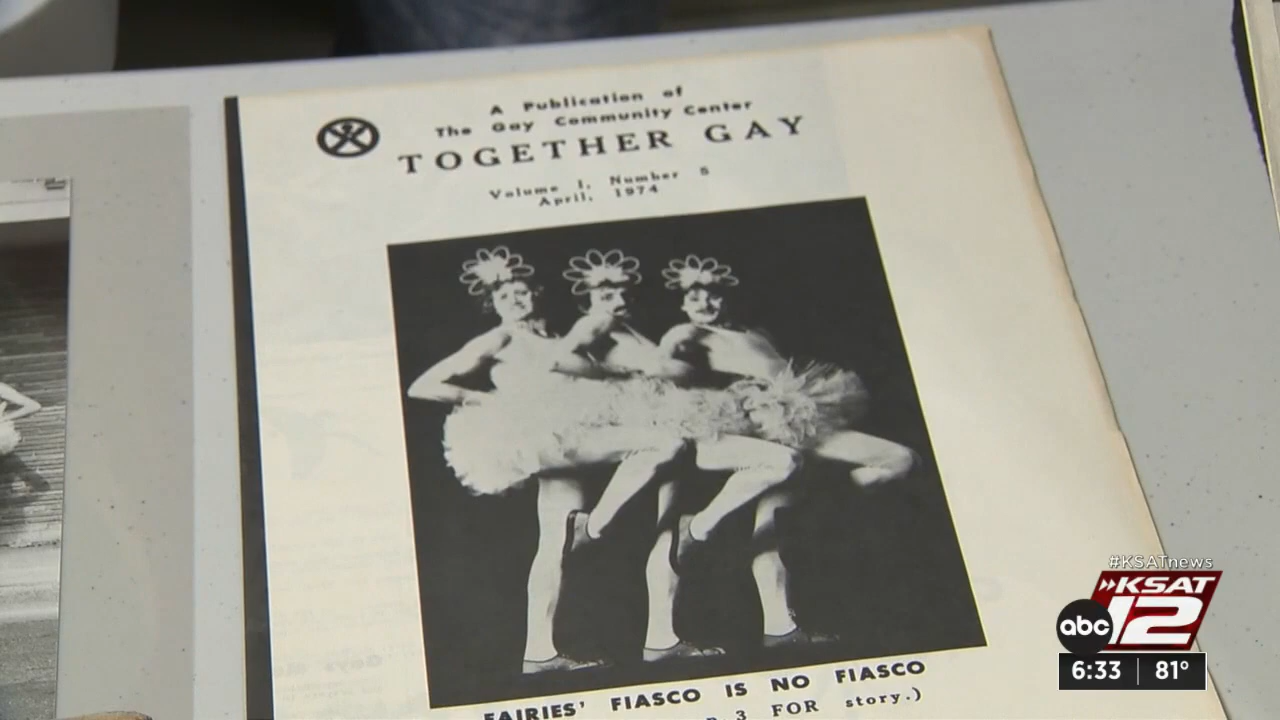 A Publication of
The Gay Community Center
TOGETHER GAY
Volume 1, Number 5
April, 1974
FAIRIES' FIASCO IS NO FIASCO
3 FOR story.)
#KSATnews
KSAT
12
abc
6:33 81°